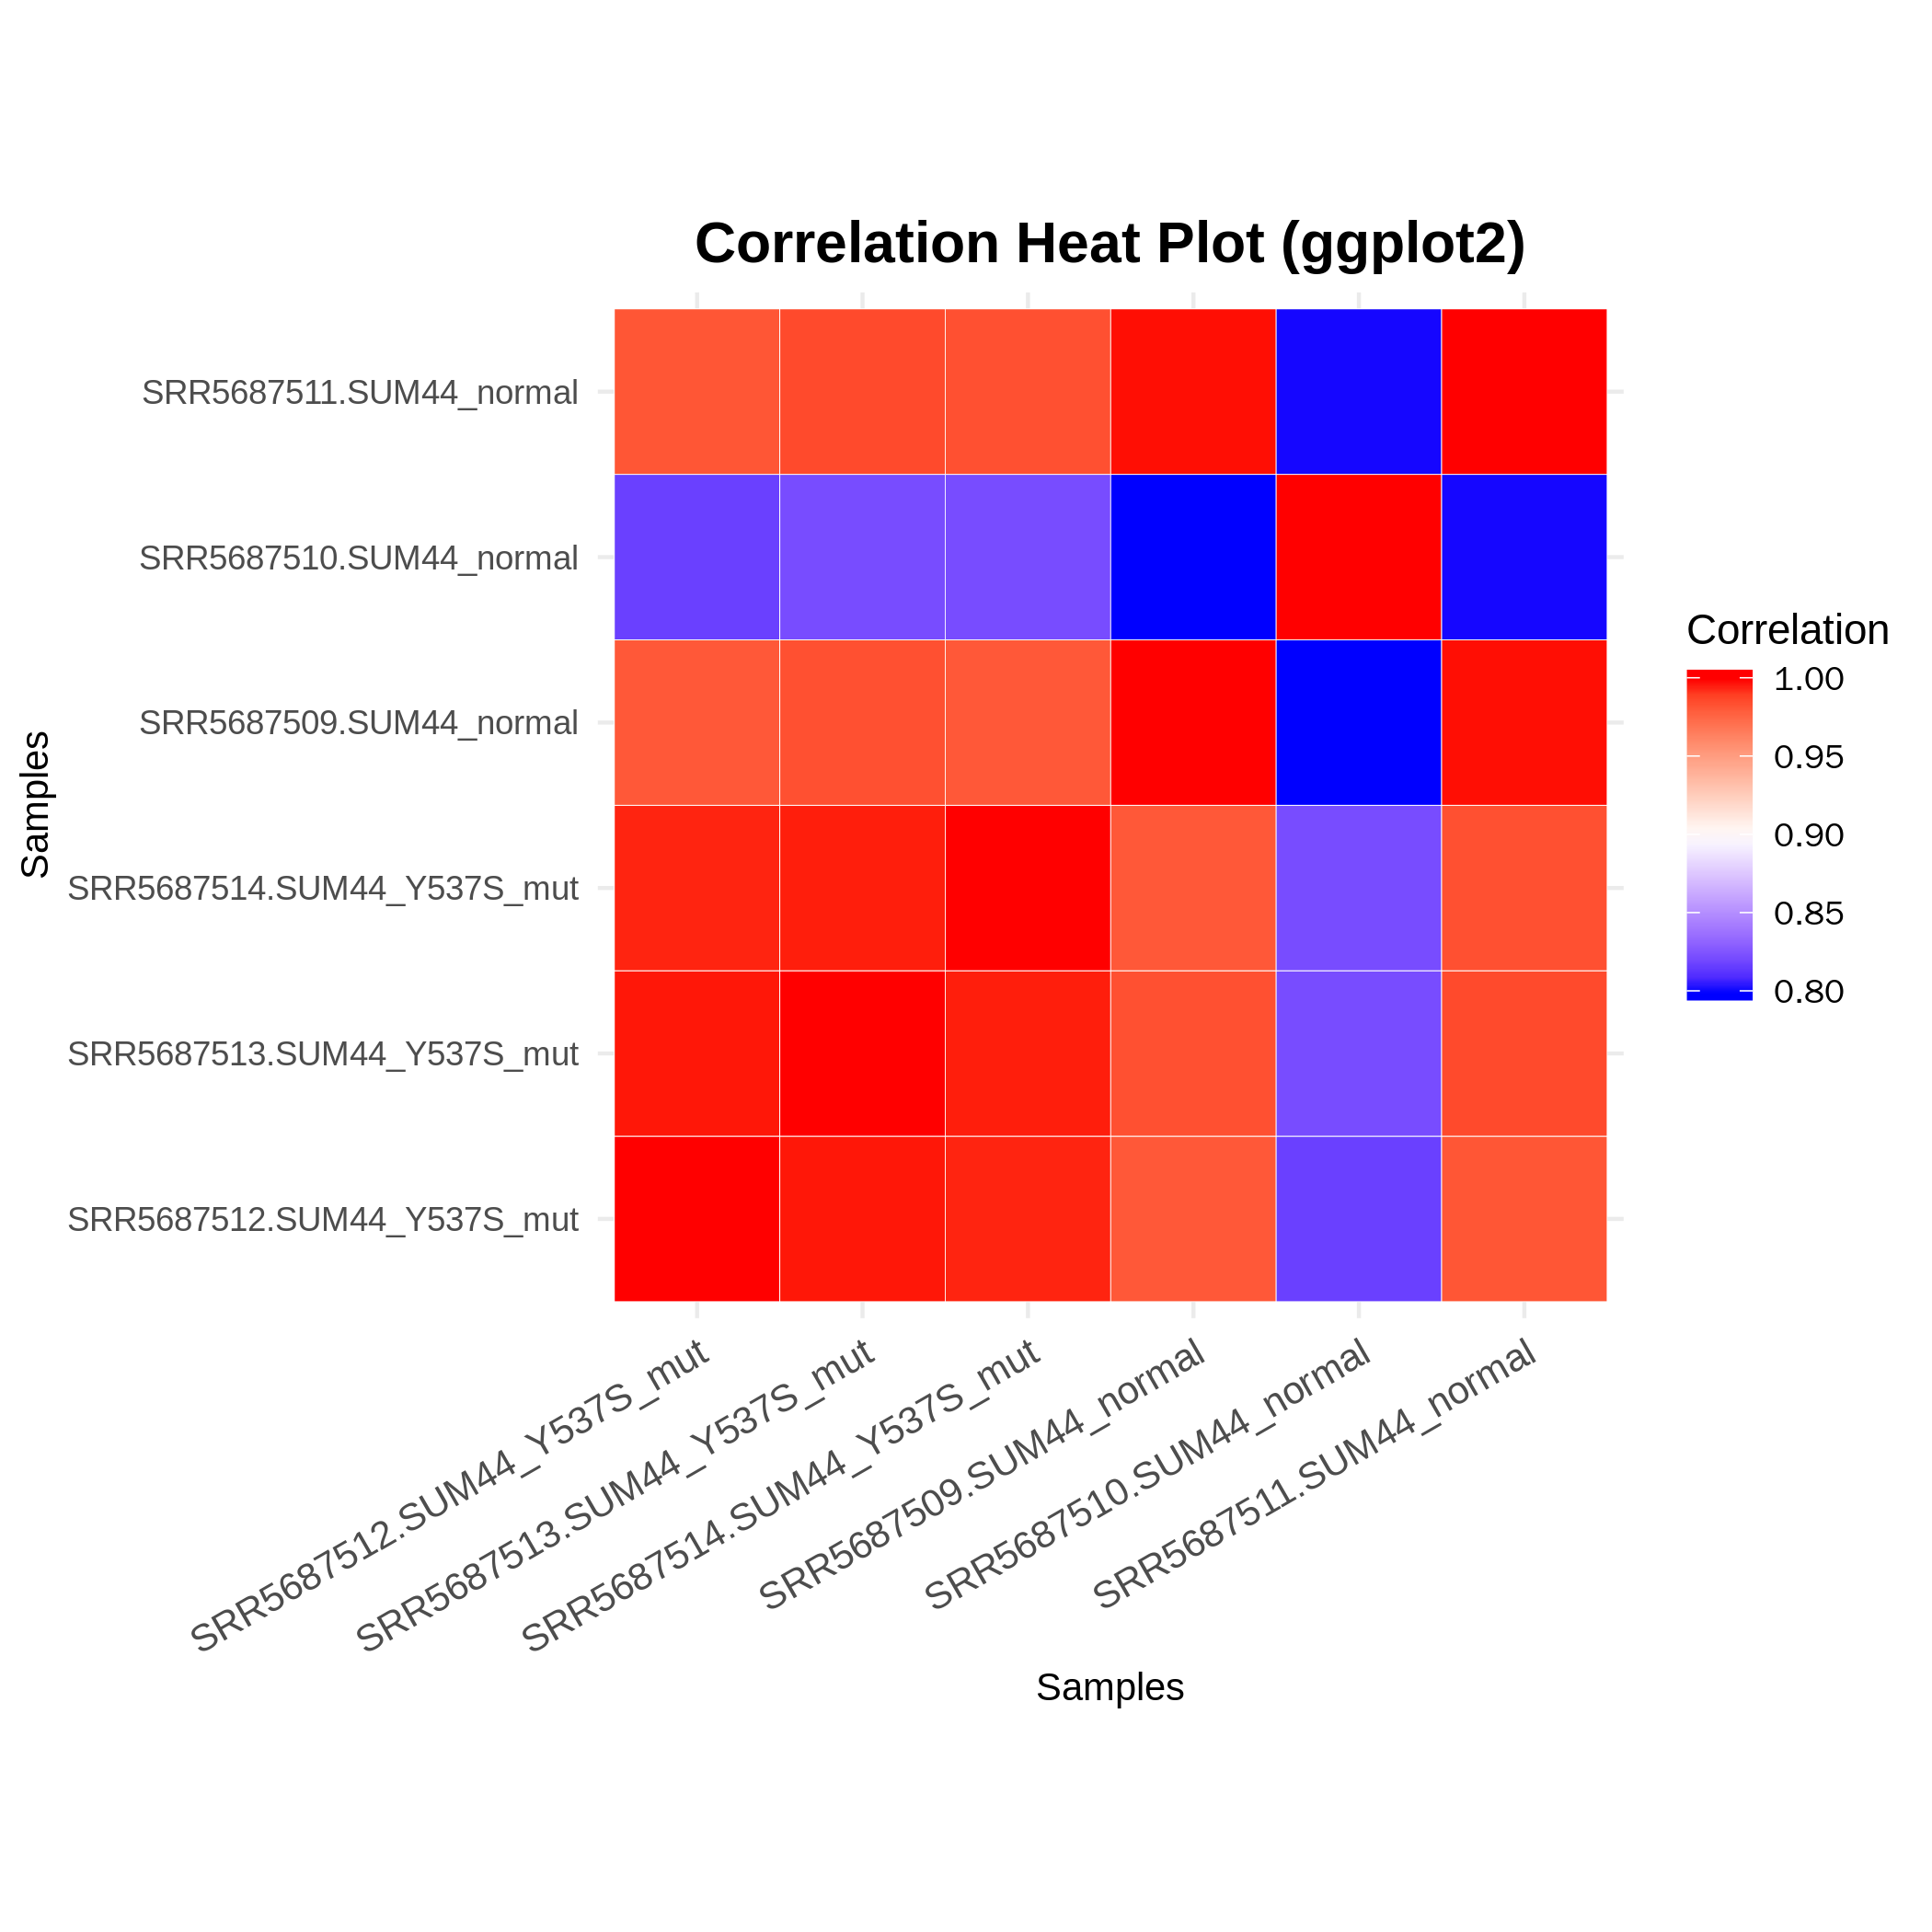 Correlation Heat Plot (ggplot2)
SRR5687511.SUM44_normal
SRR5687510.SUM44_normal
SRR5687509.SUM44_normal
SRR5687514.SUM44_Y537S_mut
SRR5687513.SUM44_Y537S_mut
SRR5687512.SUM44_Y537S_mut
Samples
SRR5687512.SUM44_Y537S_mut
SRR5687513.SUM44_Y537S_mut
SRR5687514.SUM44_Y537S_mut
SRR5687509.SUM44_normal
SRR5687510.SUM44_normal
SRR5687511.SUM44_normal
Samples
Correlation
1.00
0.95
0.90
0.85
0.80